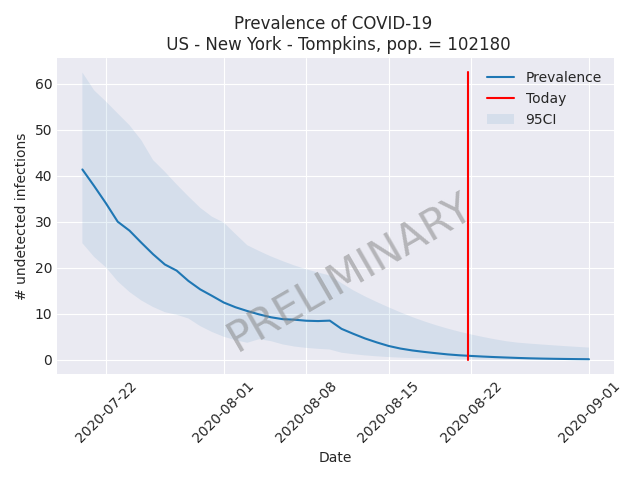 Prevalence of COVID-19
US - New York - Tompkins, pop. = 102180
Prevalence
Today
95CI
PRELIMINARY
# undetected infections
60
50
40
30
20
10
0
2020-07-22
2020-08-01
2020-08-08
2020-08-15
2020-08-22
2020-09-01
Date